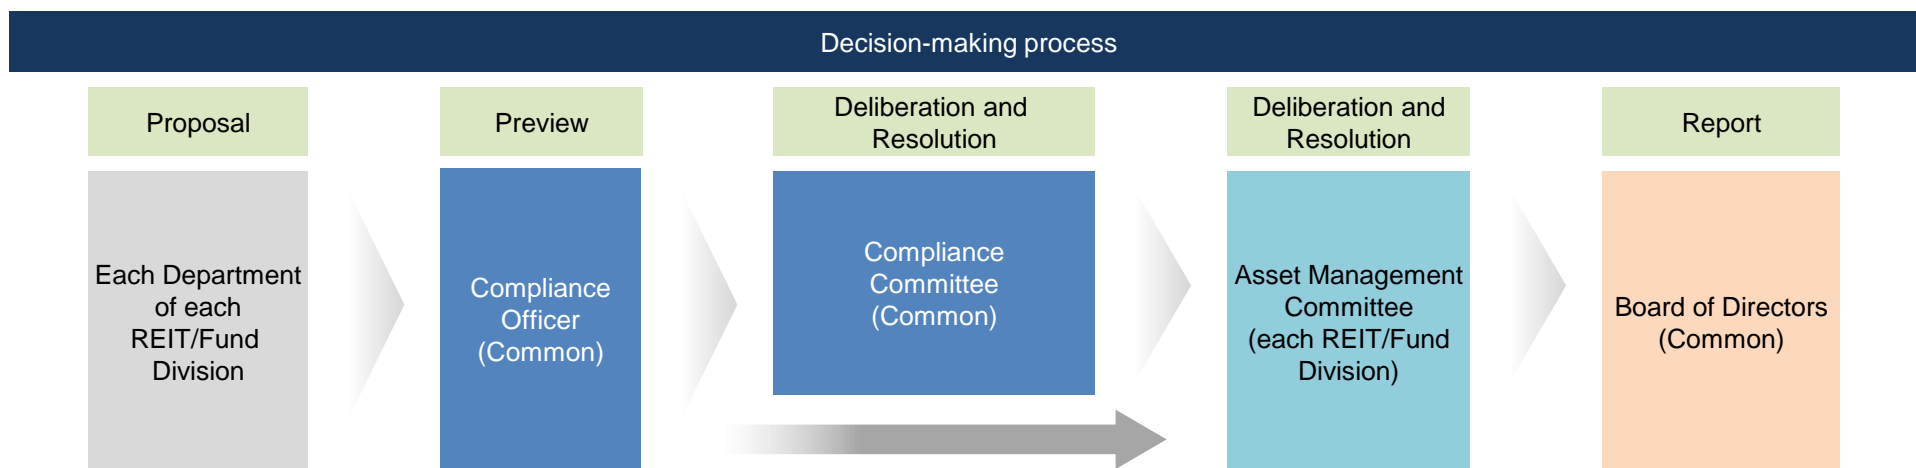 Decision-making process
Proposal
Preview
Deliberation and
Resolution
Deliberation and
Resolution
Report
Each Department
of each
REIT/Fund
Division
Compliance
Officer
(Common)
Compliance
Committee
(Common)
Asset Management
Committee
(each REIT/Fund
Division)
Board of Directors
(Common)